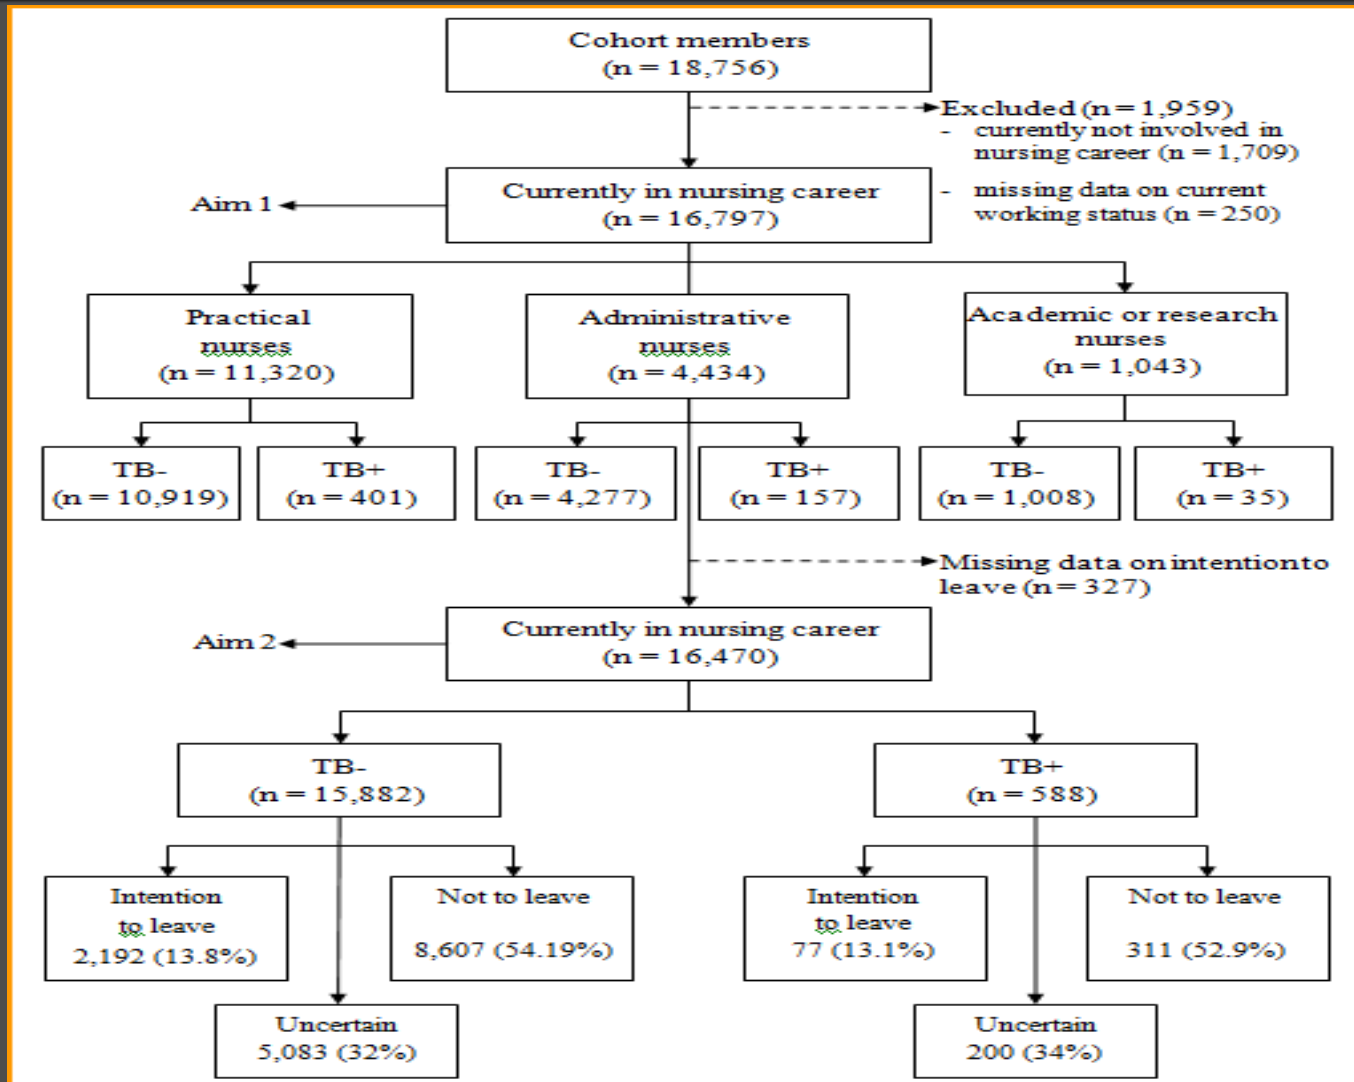 Cohort members
(n = 18,756)
Excluded (n = 1,959)
- currently not involved in
nursing career (n = 1,709)
- missing data on current
working status (n = 250)
Aim 1
Currently in nursing career
(n = 16,797)
Practical
nurses
(n = 11,320)
Administrative
nurses
(n = 4,434)
Academic or research
nurses
(n = 1,043)
TB-
(n = 10,919)
TB+
(n = 401)
TB-
(n = 4,277)
TB+
(n = 157)
TB-
(n = 1,008)
TB+
(n = 35)
Missing data on intention to
leave (n = 327)
Aim 2
Currently in nursing career
(n = 16,470)
TB-
(n = 15,882)
TB+
(n = 588)
Intention
to leave
2,192 (13.8%)
Not to leave
8,607 (54.19%)
Intention
to leave
77 (13.1%)
Not to leave
311 (52.9%)
Uncertain
5,083 (32%)
Uncertain
200 (34%)